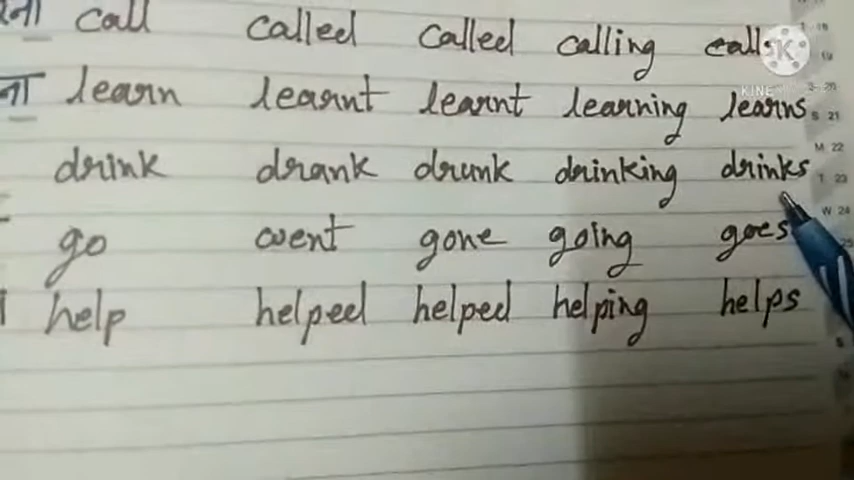 call called called calling calls
learn learnt learnt learning learns
drink drank drunk drinking drinks
go went gone going goes
help helped helped helping helps